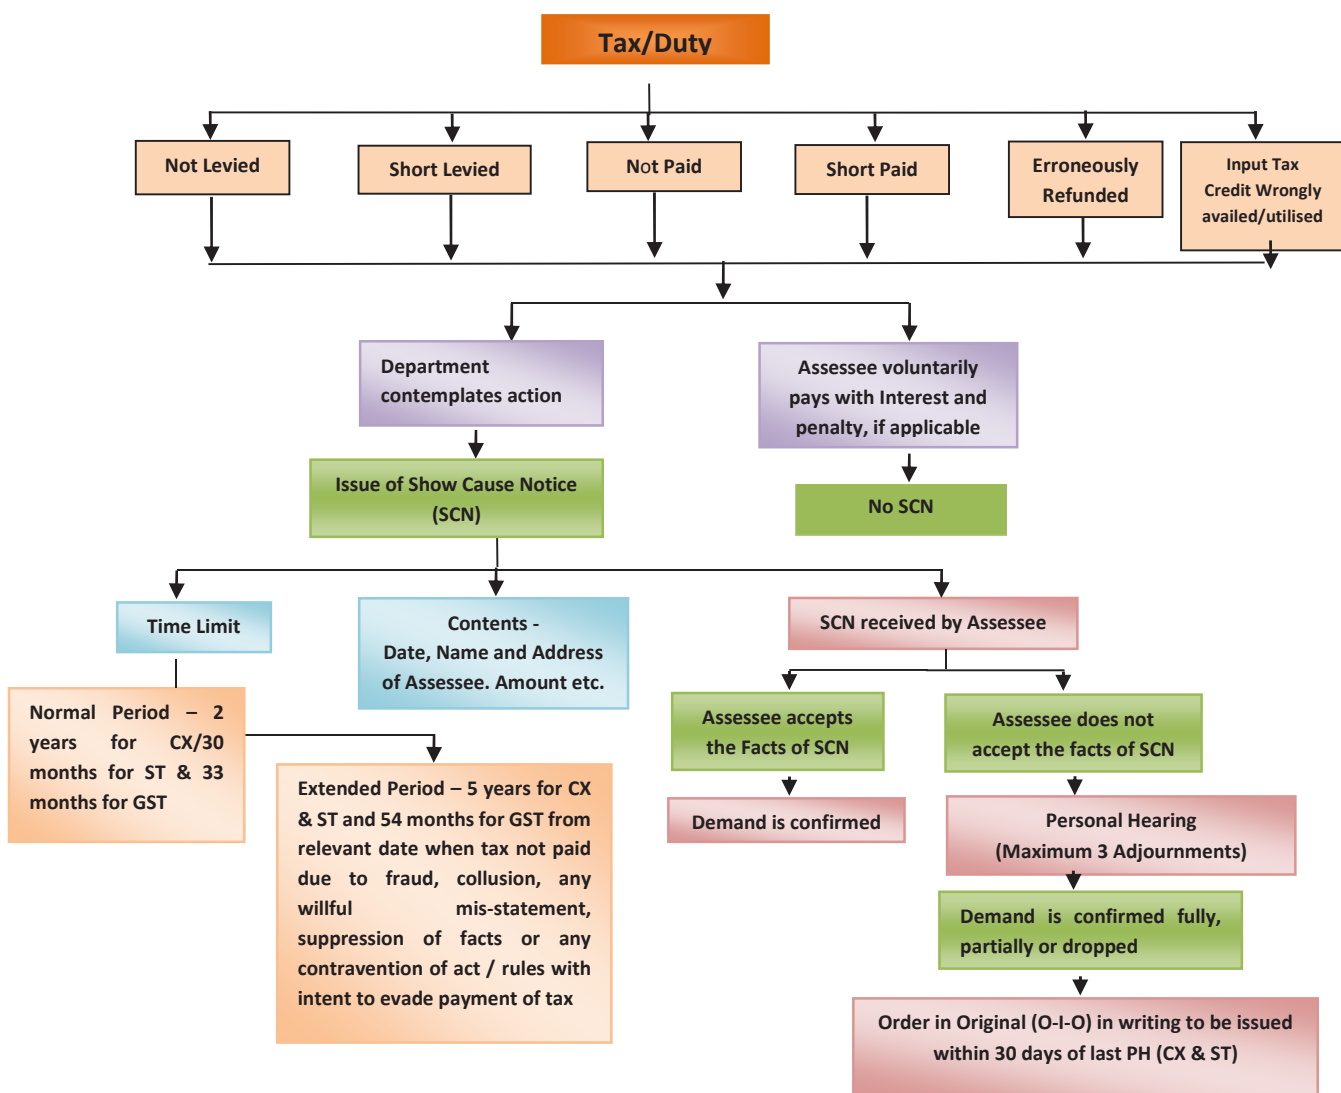 Tax/Duty
Not Levied
Short Levied
Not Paid
Short Paid
Erroneously
Refunded
Input Tax
Credit Wrongly
availed/utilised
Department
contemplates action
Assessee voluntarily
pays with Interest and
penalty, if applicable
Issue of Show Cause Notice
(SCN)
No SCN
Time Limit
Contents -
Date, Name and Address
of Assessee. Amount etc.
SCN received by Assessee
Normal Period – 2
years for CX/30
months for ST & 33
months for GST
Extended Period – 5 years for CX
& ST and 54 months for GST from
relevant date when tax not paid
due to fraud, collusion, any
willful mis-statement,
suppression of facts or any
contravention of act / rules with
intent to evade payment of tax
Assessee accepts
the Facts of SCN
Assessee does not
accept the facts of SCN
Demand is confirmed
Personal Hearing
(Maximum 3 Adjournments)
Demand is confirmed fully,
partially or dropped
Order in Original (O-I-O) in writing to be issued
within 30 days of last PH (CX & ST)